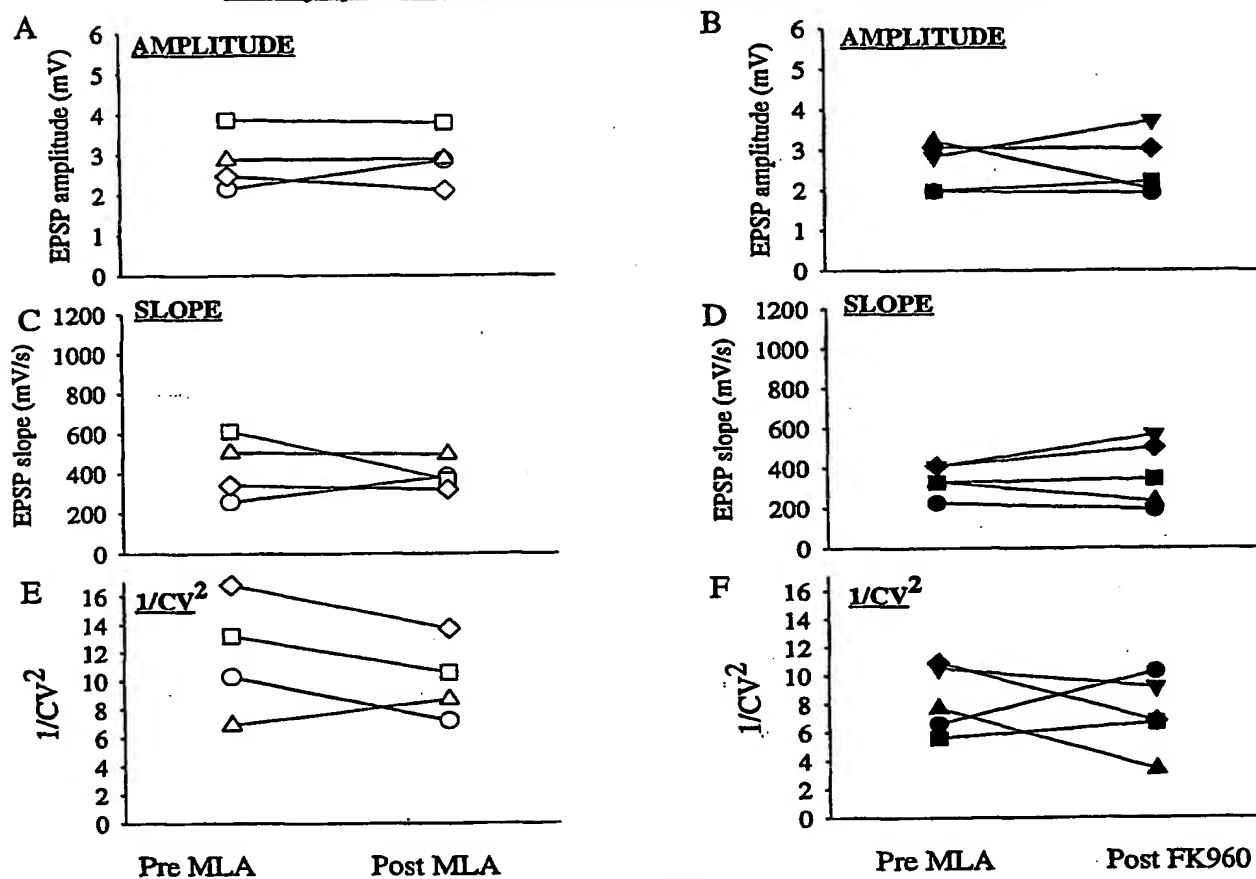 A
AMPLITUDE
EPSP amplitude (mV)
6
5
4
3
2
1
0
B
AMPLITUDE
EPSP amplitude (mV)
6
5
4
3
2
1
0
C
SLOPE
EPSP slope (mV/s)
1200
1000
800
600
400
200
0
D
SLOPE
EPSP slope (mV/s)
1200
1000
800
600
400
200
0
E
1/CV²
1/CV²
16
14
12
10
8
6
4
2
0
Pre MLA
Post MLA
F
1/CV²
1/CV²
16
14
12
10
8
6
4
2
0
Pre MLA
Post FK960